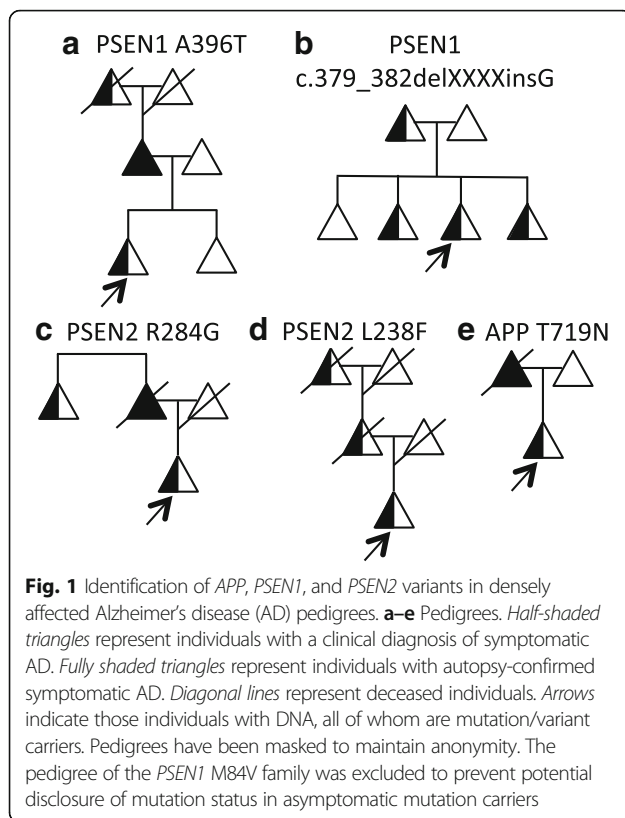 a PSEN1 A396T
b PSEN1
c.379_382delXXXXinsG
c PSEN2 R284G
d PSEN2 L238F
e APP T719N
Fig. 1 Identification of APP, PSEN1, and PSEN2 variants in densely
affected Alzheimer's disease (AD) pedigrees. a–e Pedigrees. Half-shaded
triangles represent individuals with a clinical diagnosis of symptomatic
AD. Fully shaded triangles represent individuals with autopsy-confirmed
symptomatic AD. Diagonal lines represent deceased individuals. Arrows
indicate those individuals with DNA, all of whom are mutation/variant
carriers. Pedigrees have been masked to maintain anonymity. The
pedigree of the PSEN1 M84V family was excluded to prevent potential
disclosure of mutation status in asymptomatic mutation carriers